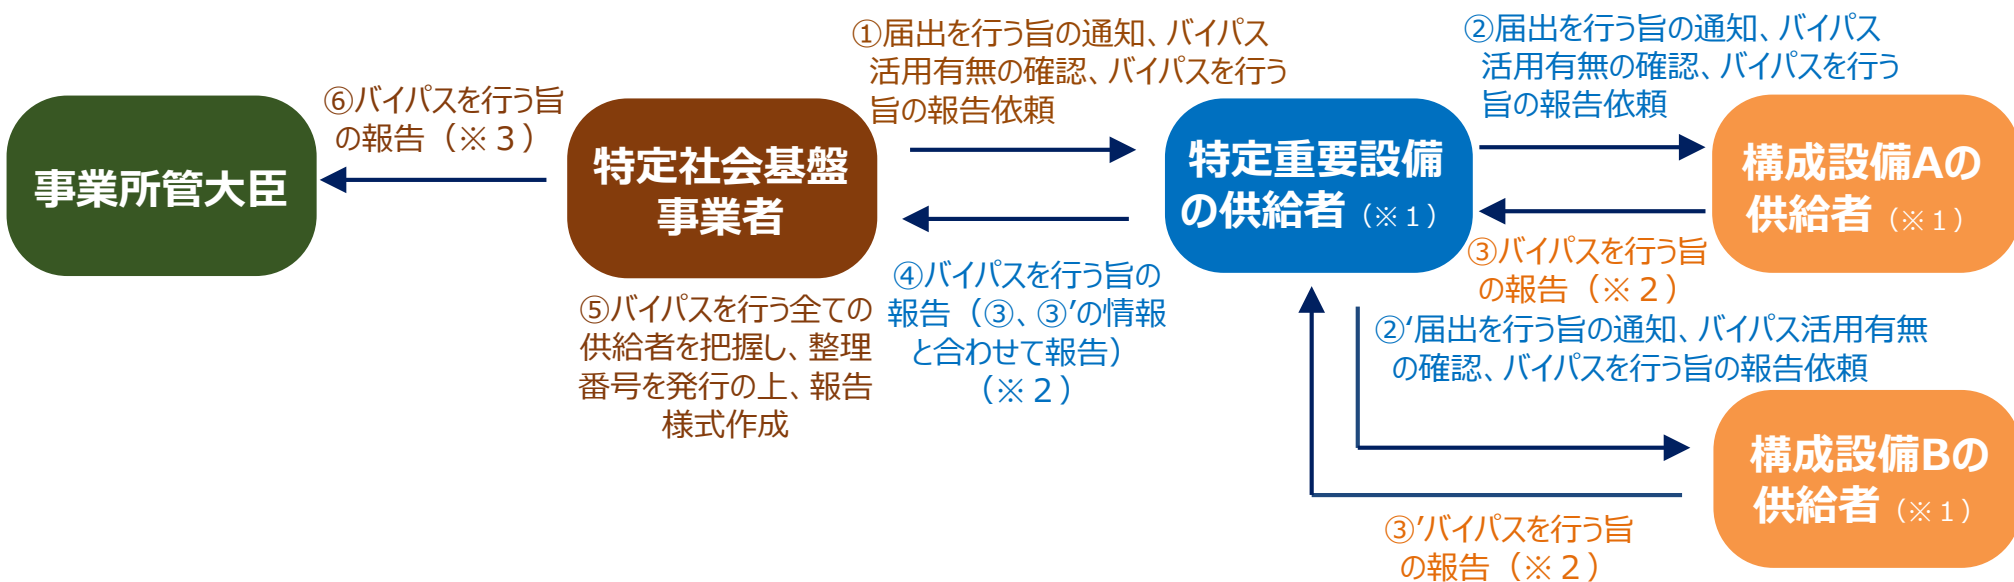 事業所管大臣
⑥バイパスを行う旨
の報告（※３）
特定社会基盤
事業者
⑤バイパスを行う全ての
供給者を把握し、整理
番号を発行の上、報告
様式作成
①届出を行う旨の通知、バイパス
活用有無の確認、バイパスを行う
旨の報告依頼
④バイパスを行う旨の
報告（③、③’の情報
と合わせて報告）
（※２）
特定重要設備
の供給者（※１）
②届出を行う旨の通知、バイパス
活用有無の確認、バイパスを行う
旨の報告依頼
③バイパスを行う旨
の報告（※２）
構成設備Aの
供給者（※１）
②‘届出を行う旨の通知、バイパス活用有無
の確認、バイパスを行う旨の報告依頼
③’バイパスを行う旨
の報告（※２）
構成設備Bの
供給者（※１）